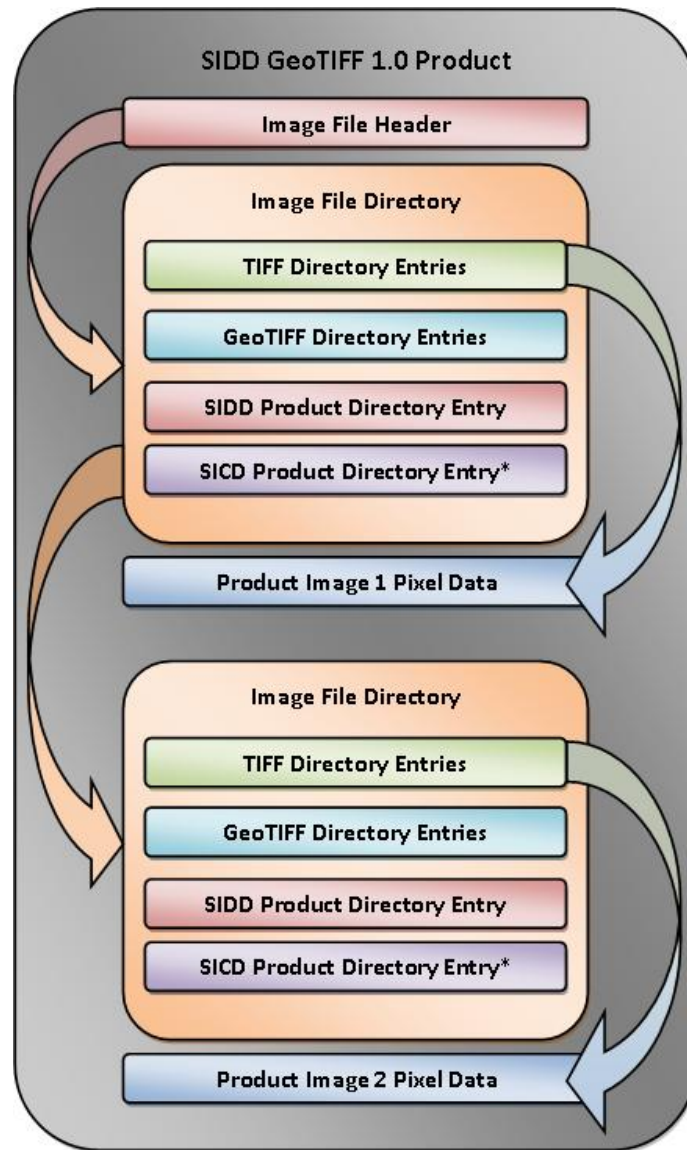 SIDD GeoTIFF 1.0 Product
Image File Header
Image File Directory
TIFF Directory Entries
GeoTIFF Directory Entries
SIDD Product Directory Entry
SICD Product Directory Entry*
Product Image 1 Pixel Data
Image File Directory
TIFF Directory Entries
GeoTIFF Directory Entries
SIDD Product Directory Entry
SICD Product Directory Entry*
Product Image 2 Pixel Data